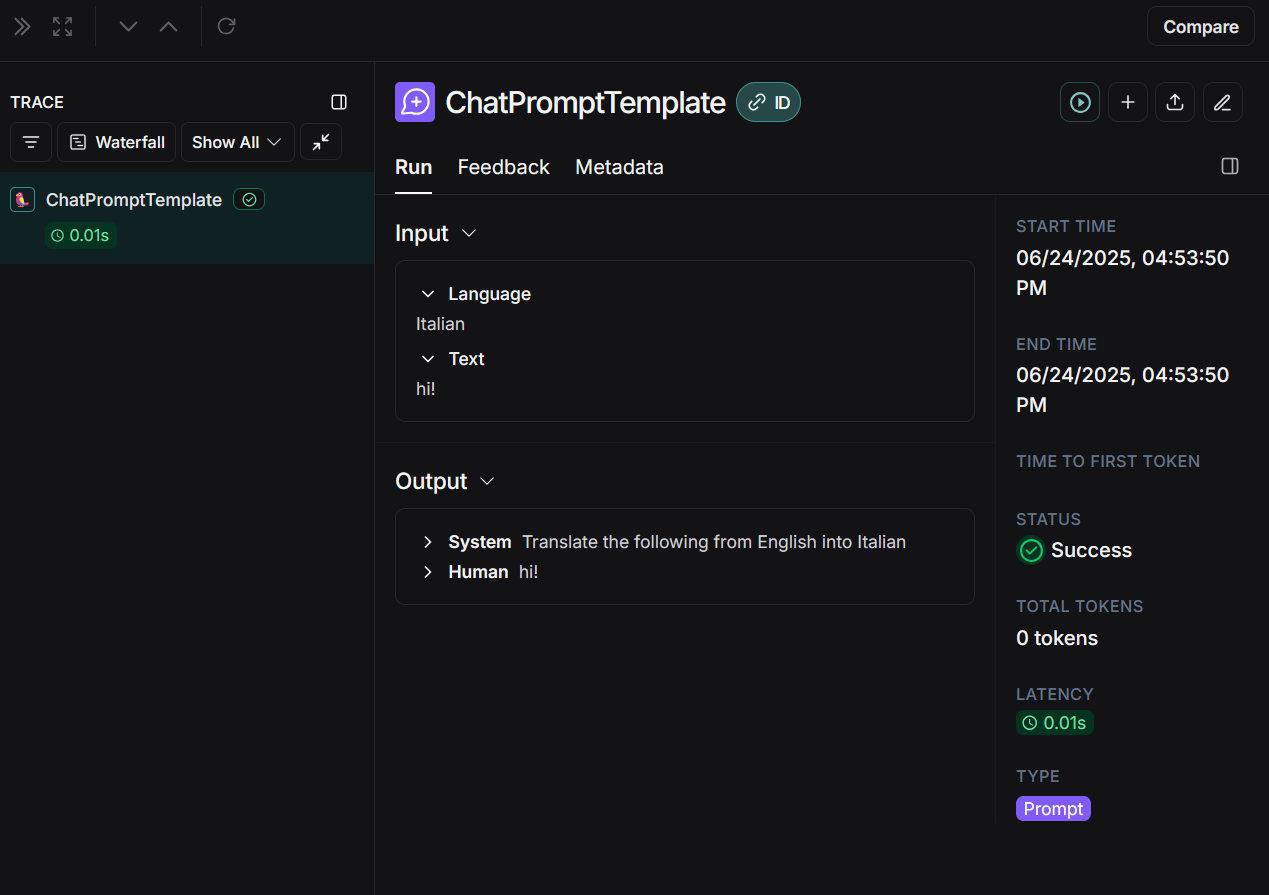 Compare
TRACE
Waterfall
Show All
ChatPromptTemplate
0.01s
ChatPromptTemplate
ID
Run
Feedback
Metadata
Input
Language
Italian
Text
hi!
Output
System Translate the following from English into Italian
Human hi!
START TIME
06/24/2025, 04:53:50
PM
END TIME
06/24/2025, 04:53:50
PM
TIME TO FIRST TOKEN
STATUS
Success
TOTAL TOKENS
0 tokens
LATENCY
0.01s
TYPE
Prompt